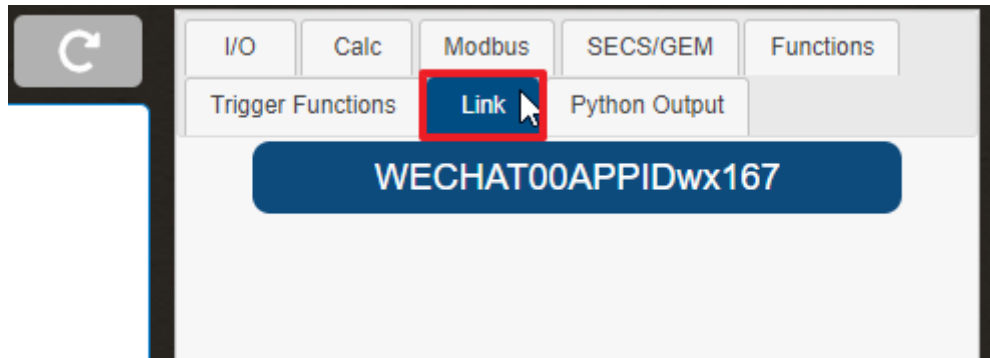 I/O Calc Modbus SECS/GEM Functions
Trigger Functions Link Python Output
WECHAT00APPIDwx167